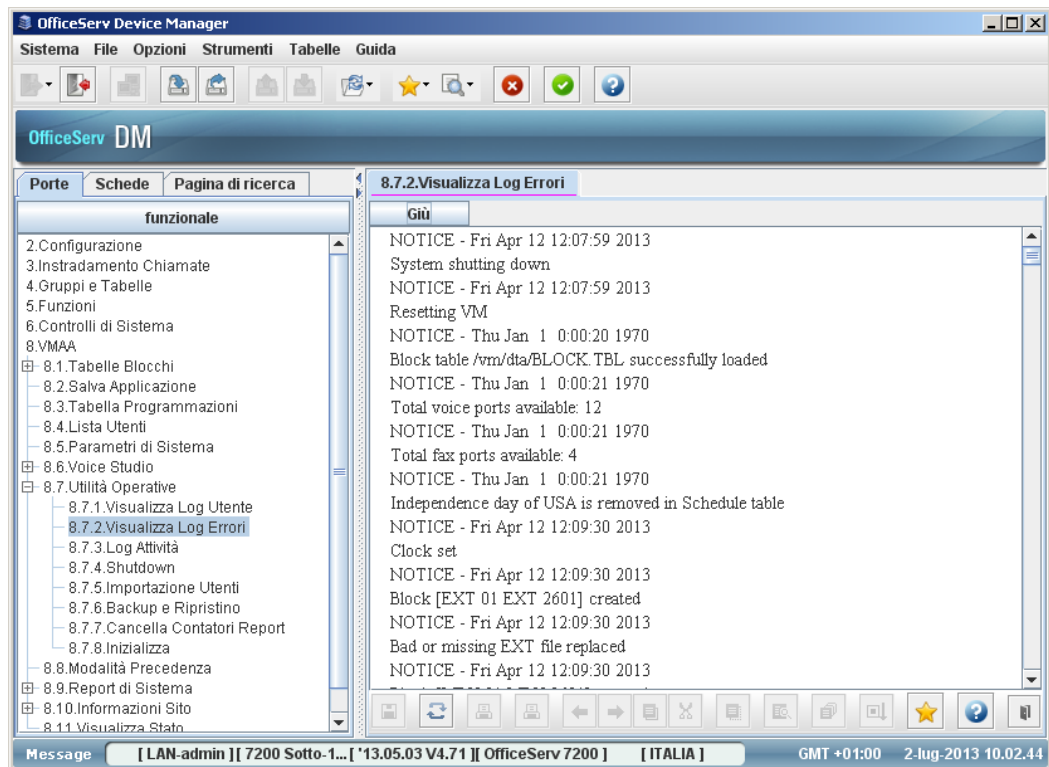 OfficeServ Device Manager
Sistema File Opzioni Strumenti Tabelle Guida
OfficeServ DM
Porte Schede Pagina di ricerca
funzionale
2.Configurazione
3.Instradamento Chiamate
4.Gruppi e Tabelle
5.Funzioni
6.Controlli di Sistema
8.VMAA
8.1.Tabelle Blocchi
8.2.Salva Applicazione
8.3.Tabella Programmazioni
8.4.Lista Utenti
8.5.Parametri di Sistema
8.6.Voice Studio
8.7.Utilità Operative
8.7.1.Visualizza Log Utente
8.7.2.Visualizza Log Errori
8.7.3.Log Attività
8.7.4.Shutdown
8.7.5.Importazione Utenti
8.7.6.Backup e Ripristino
8.7.7.Cancella Contatori Report
8.7.8.Inizializza
8.8.Modalità Precedenza
8.9.Report di Sistema
8.10.Informazioni Sito
8.11.Visualizza Stato
8.7.2.Visualizza Log Errori
Giù
NOTICE - Fri Apr 12 12:07:59 2013
System shutting down
NOTICE - Fri Apr 12 12:07:59 2013
Resetting VM
NOTICE - Thu Jan 1 0:00:20 1970
Block table /vm/dta/BLOCK.TBL successfully loaded
NOTICE - Thu Jan 1 0:00:21 1970
Total voice ports available: 12
NOTICE - Thu Jan 1 0:00:21 1970
Total fax ports available: 4
NOTICE - Thu Jan 1 0:00:21 1970
Independence day of USA is removed in Schedule table
NOTICE - Fri Apr 12 12:09:30 2013
Clock set
NOTICE - Fri Apr 12 12:09:30 2013
Block [EXT 01 EXT 2601] created
NOTICE - Fri Apr 12 12:09:30 2013
Bad or missing EXT file replaced
NOTICE - Fri Apr 12 12:09:30 2013
Message [ LAN-admin ][ 7200 Sotto-1... [ '13.05.03 V4.71 ][ OfficeServ 7200 ] [ ITALIA ] GMT +01:00 2-lug-2013 10.02.44